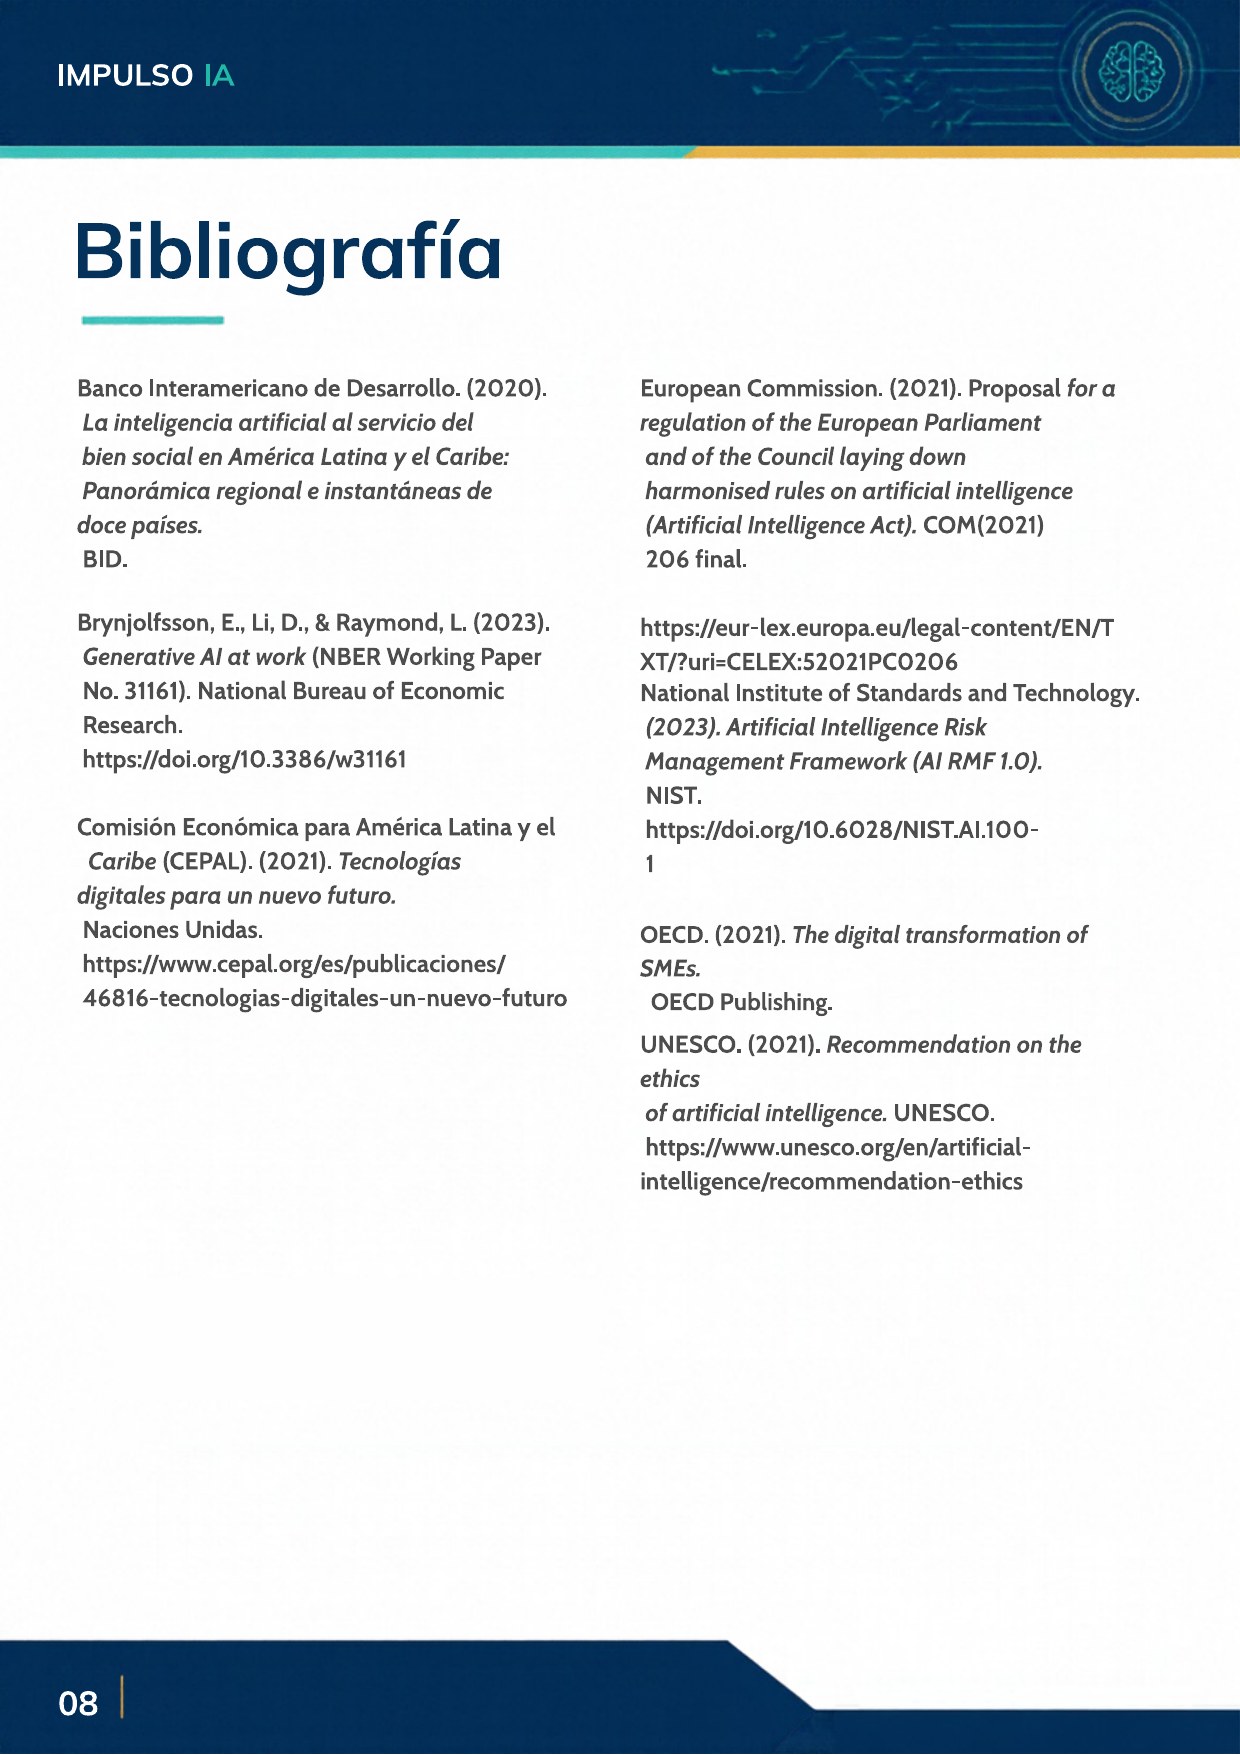 IMPULSO IA
Bibliografía
Banco Interamericano de Desarrollo. (2020).
La inteligencia artificial al servicio del
bien social en América Latina y el Caribe:
Panorámica regional e instantáneas de
doce países.
BID.
Brynjolfsson, E., Li, D., & Raymond, L. (2023).
Generative AI at work (NBER Working Paper
No. 31161). National Bureau of Economic
Research.
https://doi.org/10.3386/w31161
Comisión Económica para América Latina y el
Caribe (CEPAL). (2021). Tecnologías
digitales para un nuevo futuro.
Naciones Unidas.
https://www.cepal.org/es/publicaciones/
46816-tecnologias-digitales-un-nuevo-futuro
European Commission. (2021). Proposal for a
regulation of the European Parliament
and of the Council laying down
harmonised rules on artificial intelligence
(Artificial Intelligence Act). COM(2021)
206 final.
https://eur-lex.europa.eu/legal-content/EN/T
XT/?uri=CELEX:52021PC0206
National Institute of Standards and Technology.
(2023). Artificial Intelligence Risk
Management Framework (AI RMF 1.0).
NIST.
https://doi.org/10.6028/NIST.AI.100-
1
OECD. (2021). The digital transformation of
SMEs.
OECD Publishing.
UNESCO. (2021). Recommendation on the
ethics
of artificial intelligence. UNESCO.
https://www.unesco.org/en/artificial-
intelligence/recommendation-ethics
08